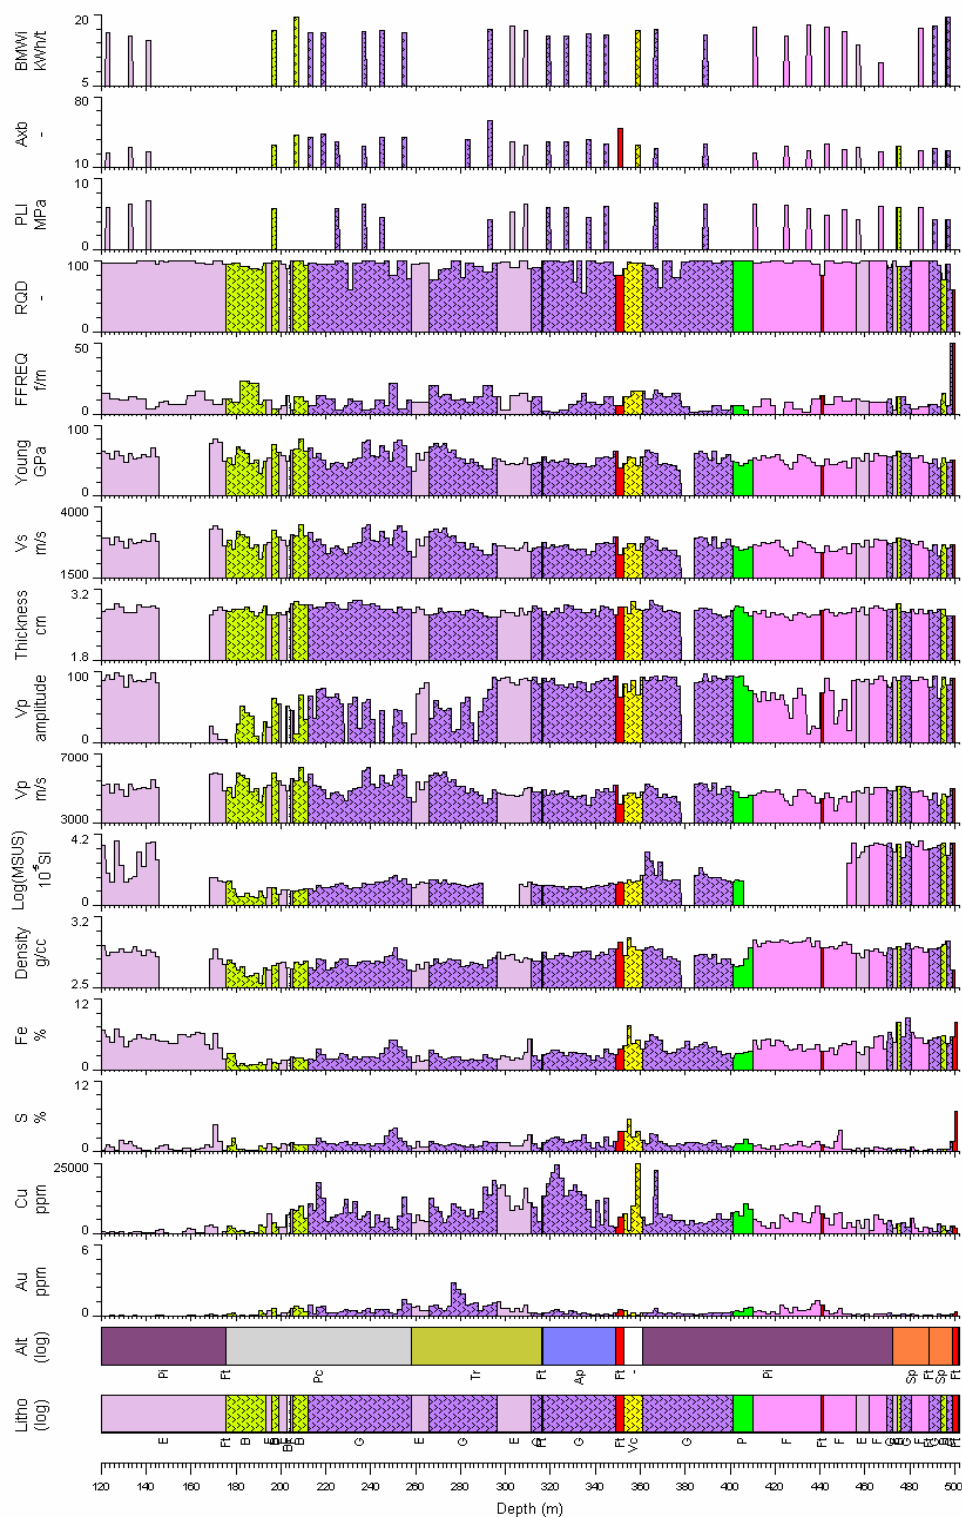 20
BMWi
kWh/t
5
80
Axb
-
10
10
PLI
MPa
0
100
RQD
-
0
50
FFREQ
f/m
0
100
Young
GPa
0
4000
Vs
m/s
1500
3.2
Thickness
cm
1.8
100
Vp
amplitude
0
7000
Vp
m/s
3000
4.2
Log(MSUS)
10⁻⁵SI
0
3.2
Density
g/cc
2.5
12
Fe
%
0
12
S
%
0
25000
Cu
ppm
0
6
Au
ppm
0
Alt
(log)
Pi Ft Pc Tr Ft Ap Ft - Pi Sp Ft Sp Ft
Litho
(log)
E Ft B B G E G E Ft G Ft Vc G P F Ft F E F G G F Ft G Ft
120 140 160 180 200 220 240 260 280 300 320 340 360 380 400 420 440 460 480 500
Depth (m)